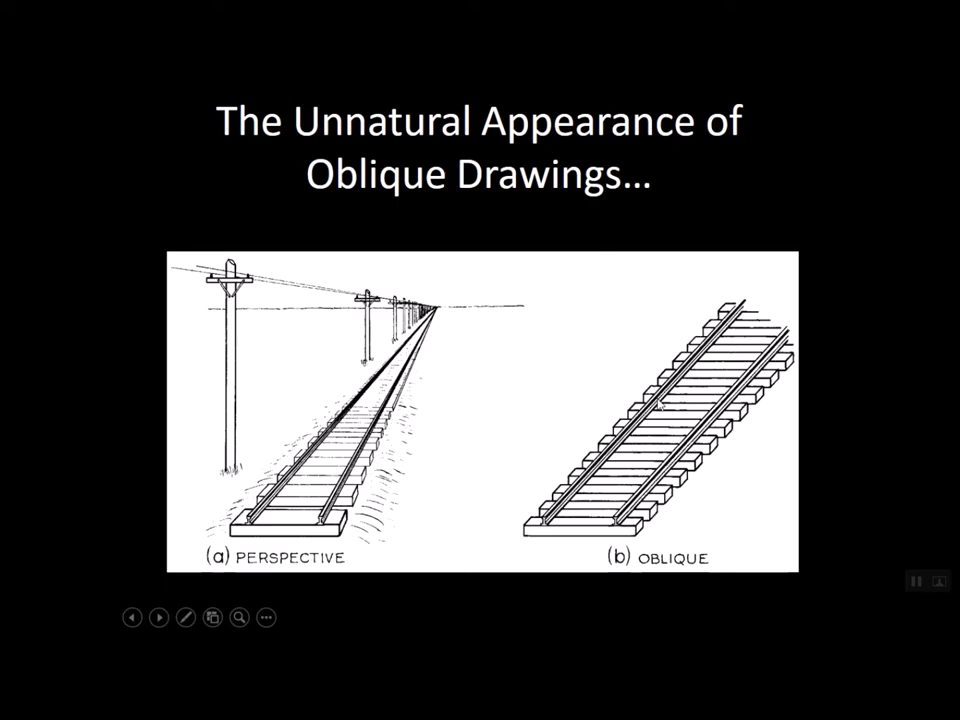 The Unnatural Appearance of
Oblique Drawings...
(a) PERSPECTIVE
(b) OBLIQUE